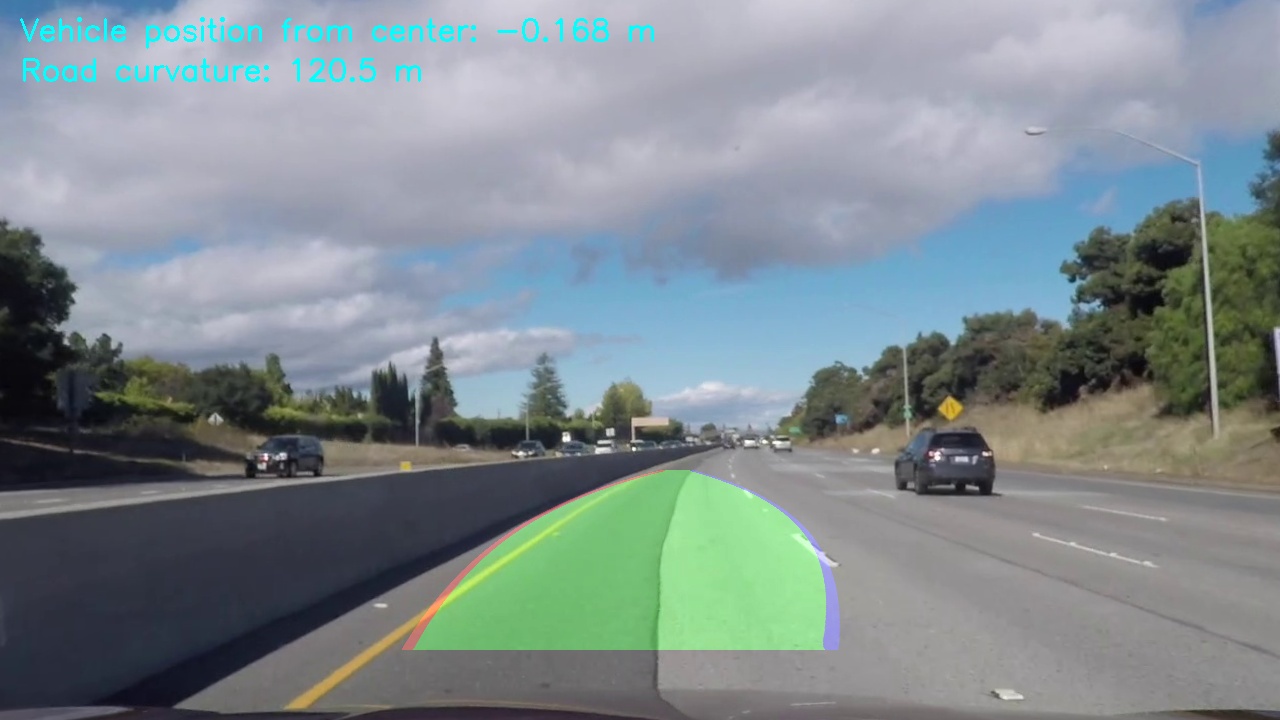 Vehicle position from center: -0.168 m
Road curvature: 120.5 m